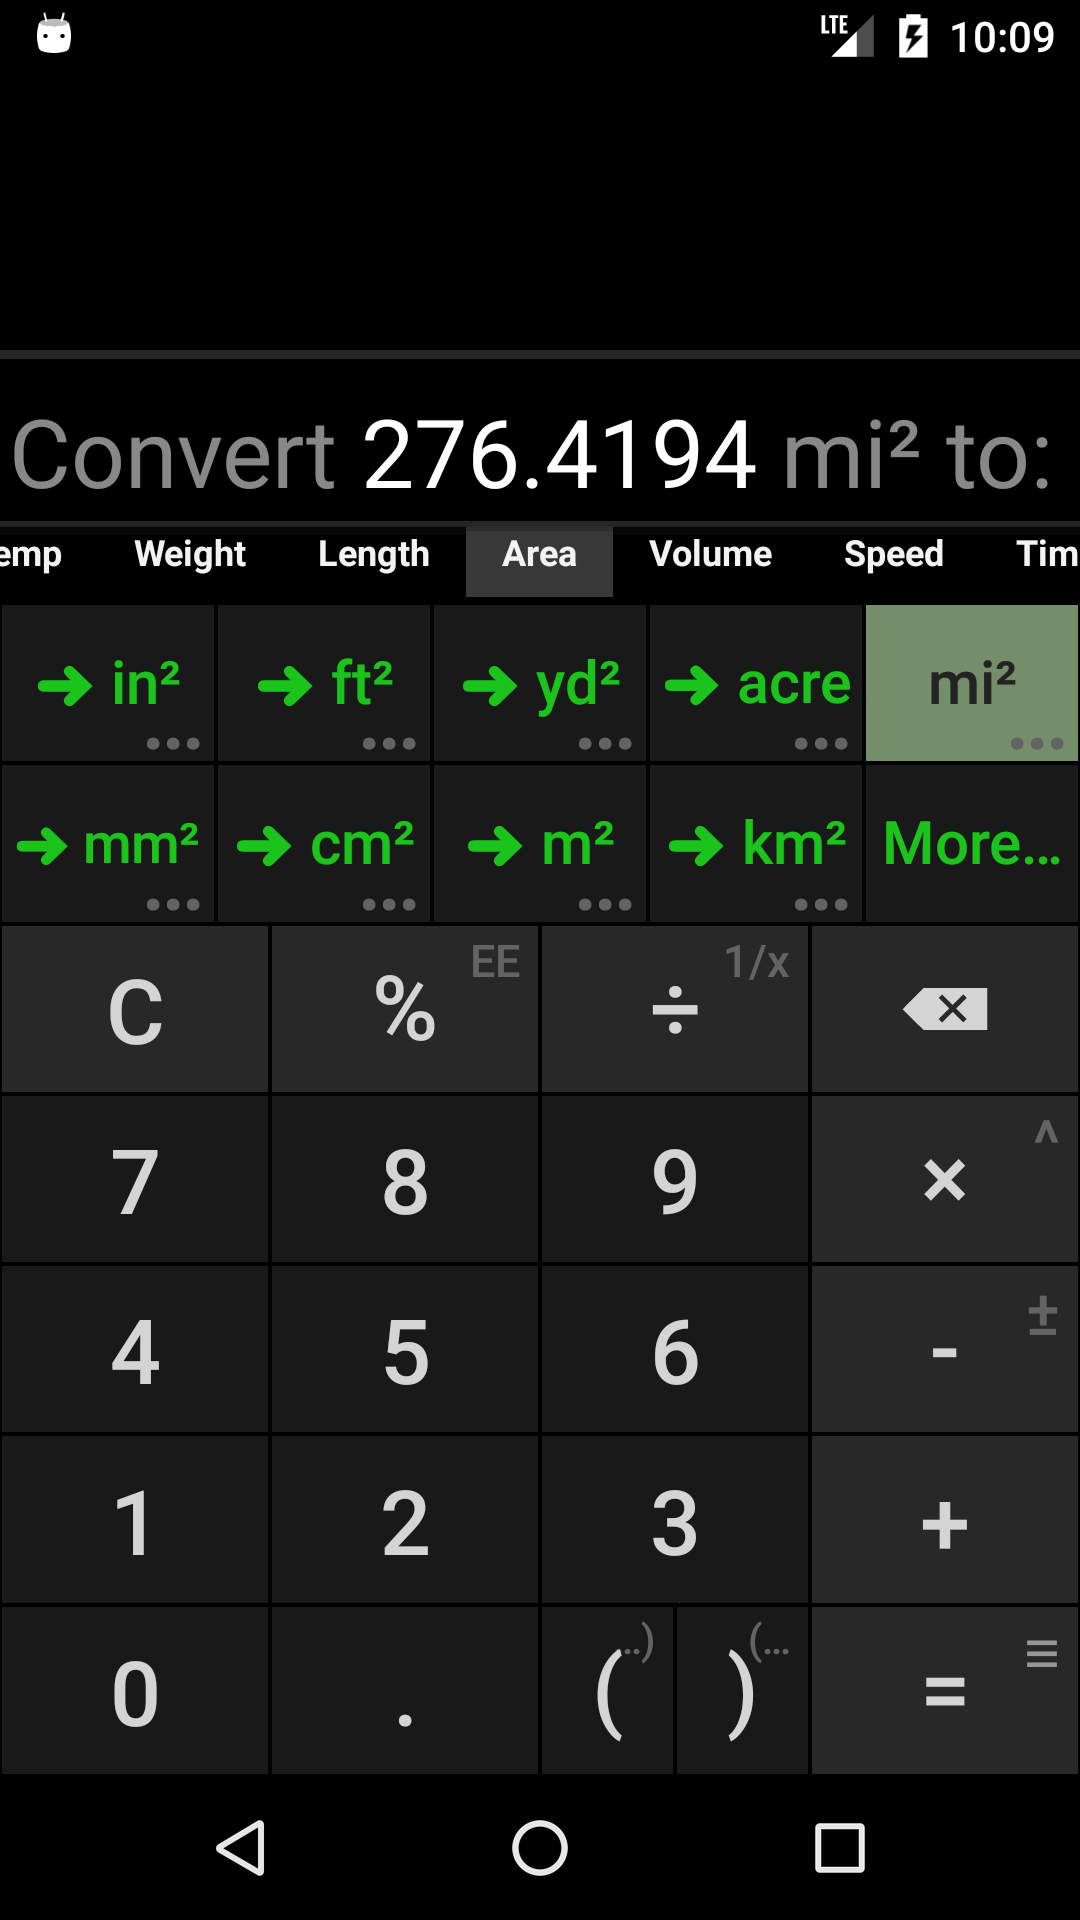 LTE 10:09
Convert 276.4194 mi² to:
emp Weight Length Area Volume Speed Tim
➔ in² ➔ ft² ➔ yd² ➔ acre mi²
➔ mm² ➔ cm² ➔ m² ➔ km² More...
C % EE ÷ 1/x
7 8 9 × ^
4 5 6 - ±
1 2 3 +
0 . ( ..) ) (... =